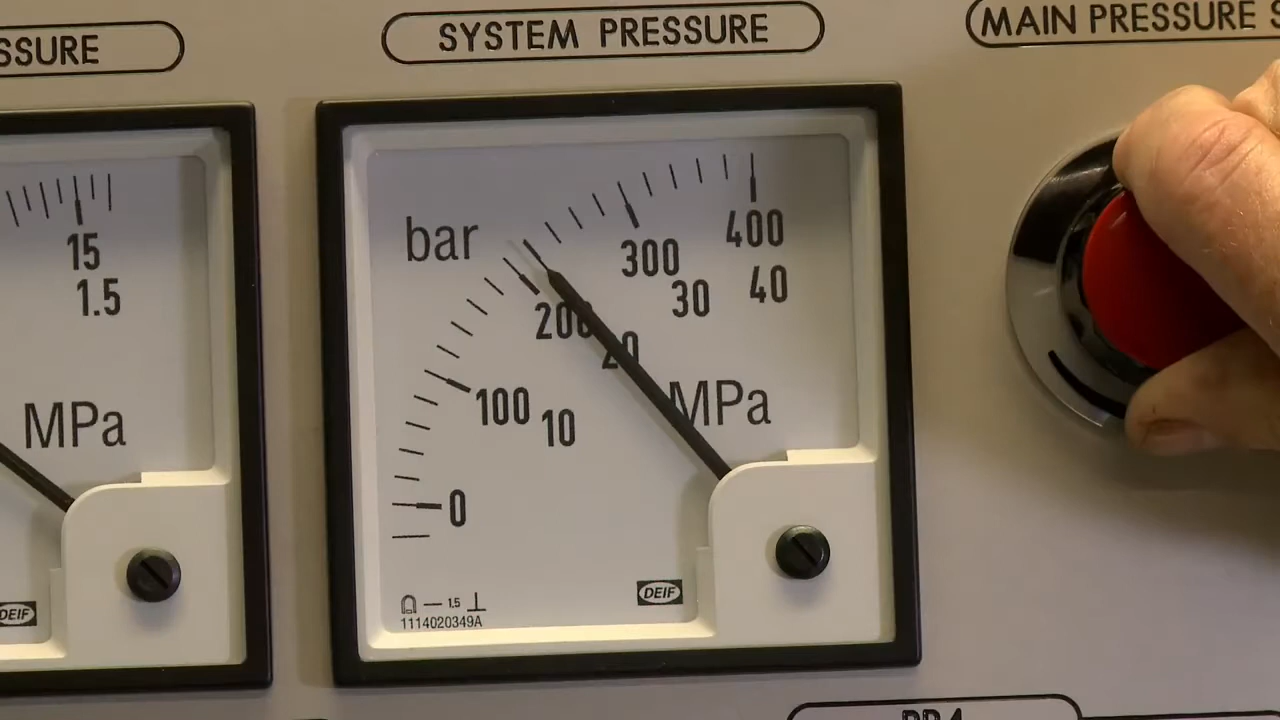 SSURE
SYSTEM PRESSURE
MAIN PRESSURE S
15
1.5
MPa
DEIF
bar
400
300
40
30
200
20
100
10
MPa
0
1.5
1114020349A
DEIF